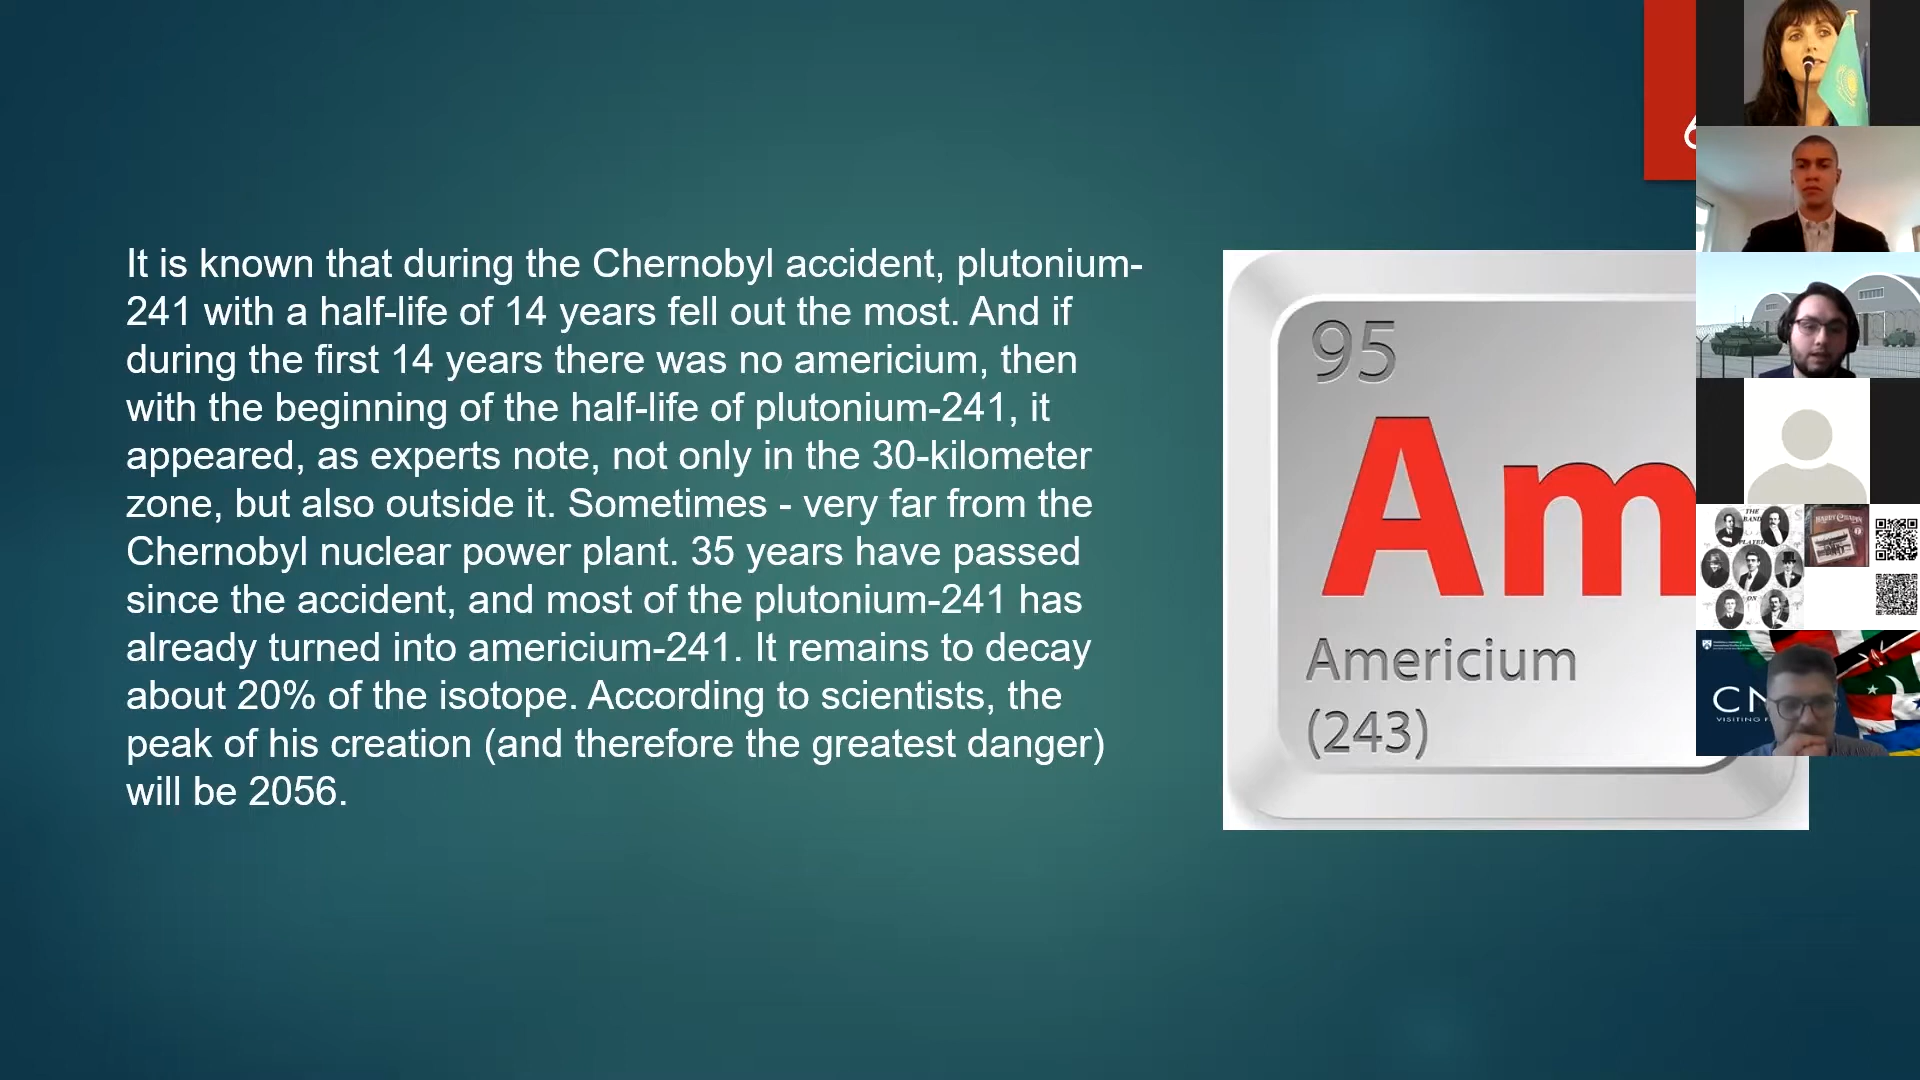 It is known that during the Chernobyl accident, plutonium-
241 with a half-life of 14 years fell out the most. And if
during the first 14 years there was no americium, then
with the beginning of the half-life of plutonium-241, it
appeared, as experts note, not only in the 30-kilometer
zone, but also outside it. Sometimes - very far from the
Chernobyl nuclear power plant. 35 years have passed
since the accident, and most of the plutonium-241 has
already turned into americium-241. It remains to decay
about 20% of the isotope. According to scientists, the
peak of his creation (and therefore the greatest danger)
will be 2056.
95
Am
Americium
(243)
THE
BAND
PLAYED
ON